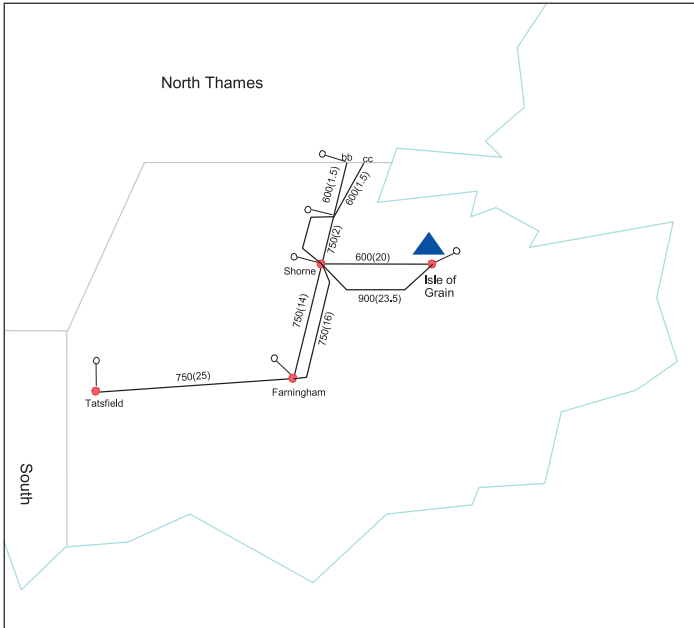 North Thames
bb
cc
600(1.5)
600(1.5)
750(2)
Shorne
600(20)
Isle of
Grain
900(23.5)
750(14)
750(16)
750(25)
Farningham
Tatsfield
South